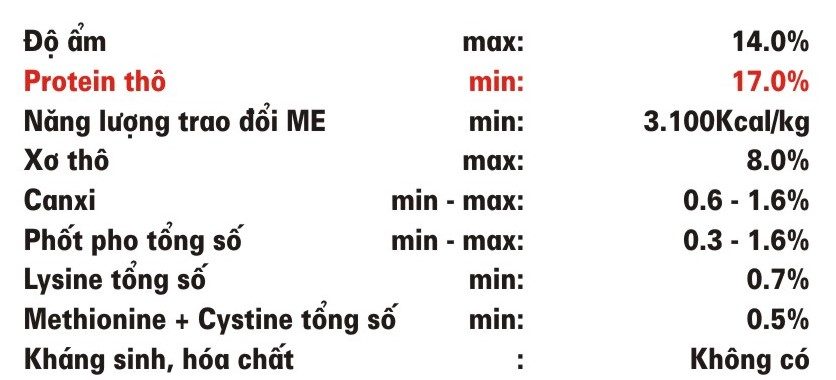 Độ ẩm max: 14.0%
Protein thô min: 17.0%
Năng lượng trao đổi ME min: 3.100Kcal/kg
Xơ thô max: 8.0%
Canxi min - max: 0.6 - 1.6%
Phốt pho tổng số min - max: 0.3 - 1.6%
Lysine tổng số min: 0.7%
Methionine + Cystine tổng số min: 0.5%
Kháng sinh, hóa chất : Không có